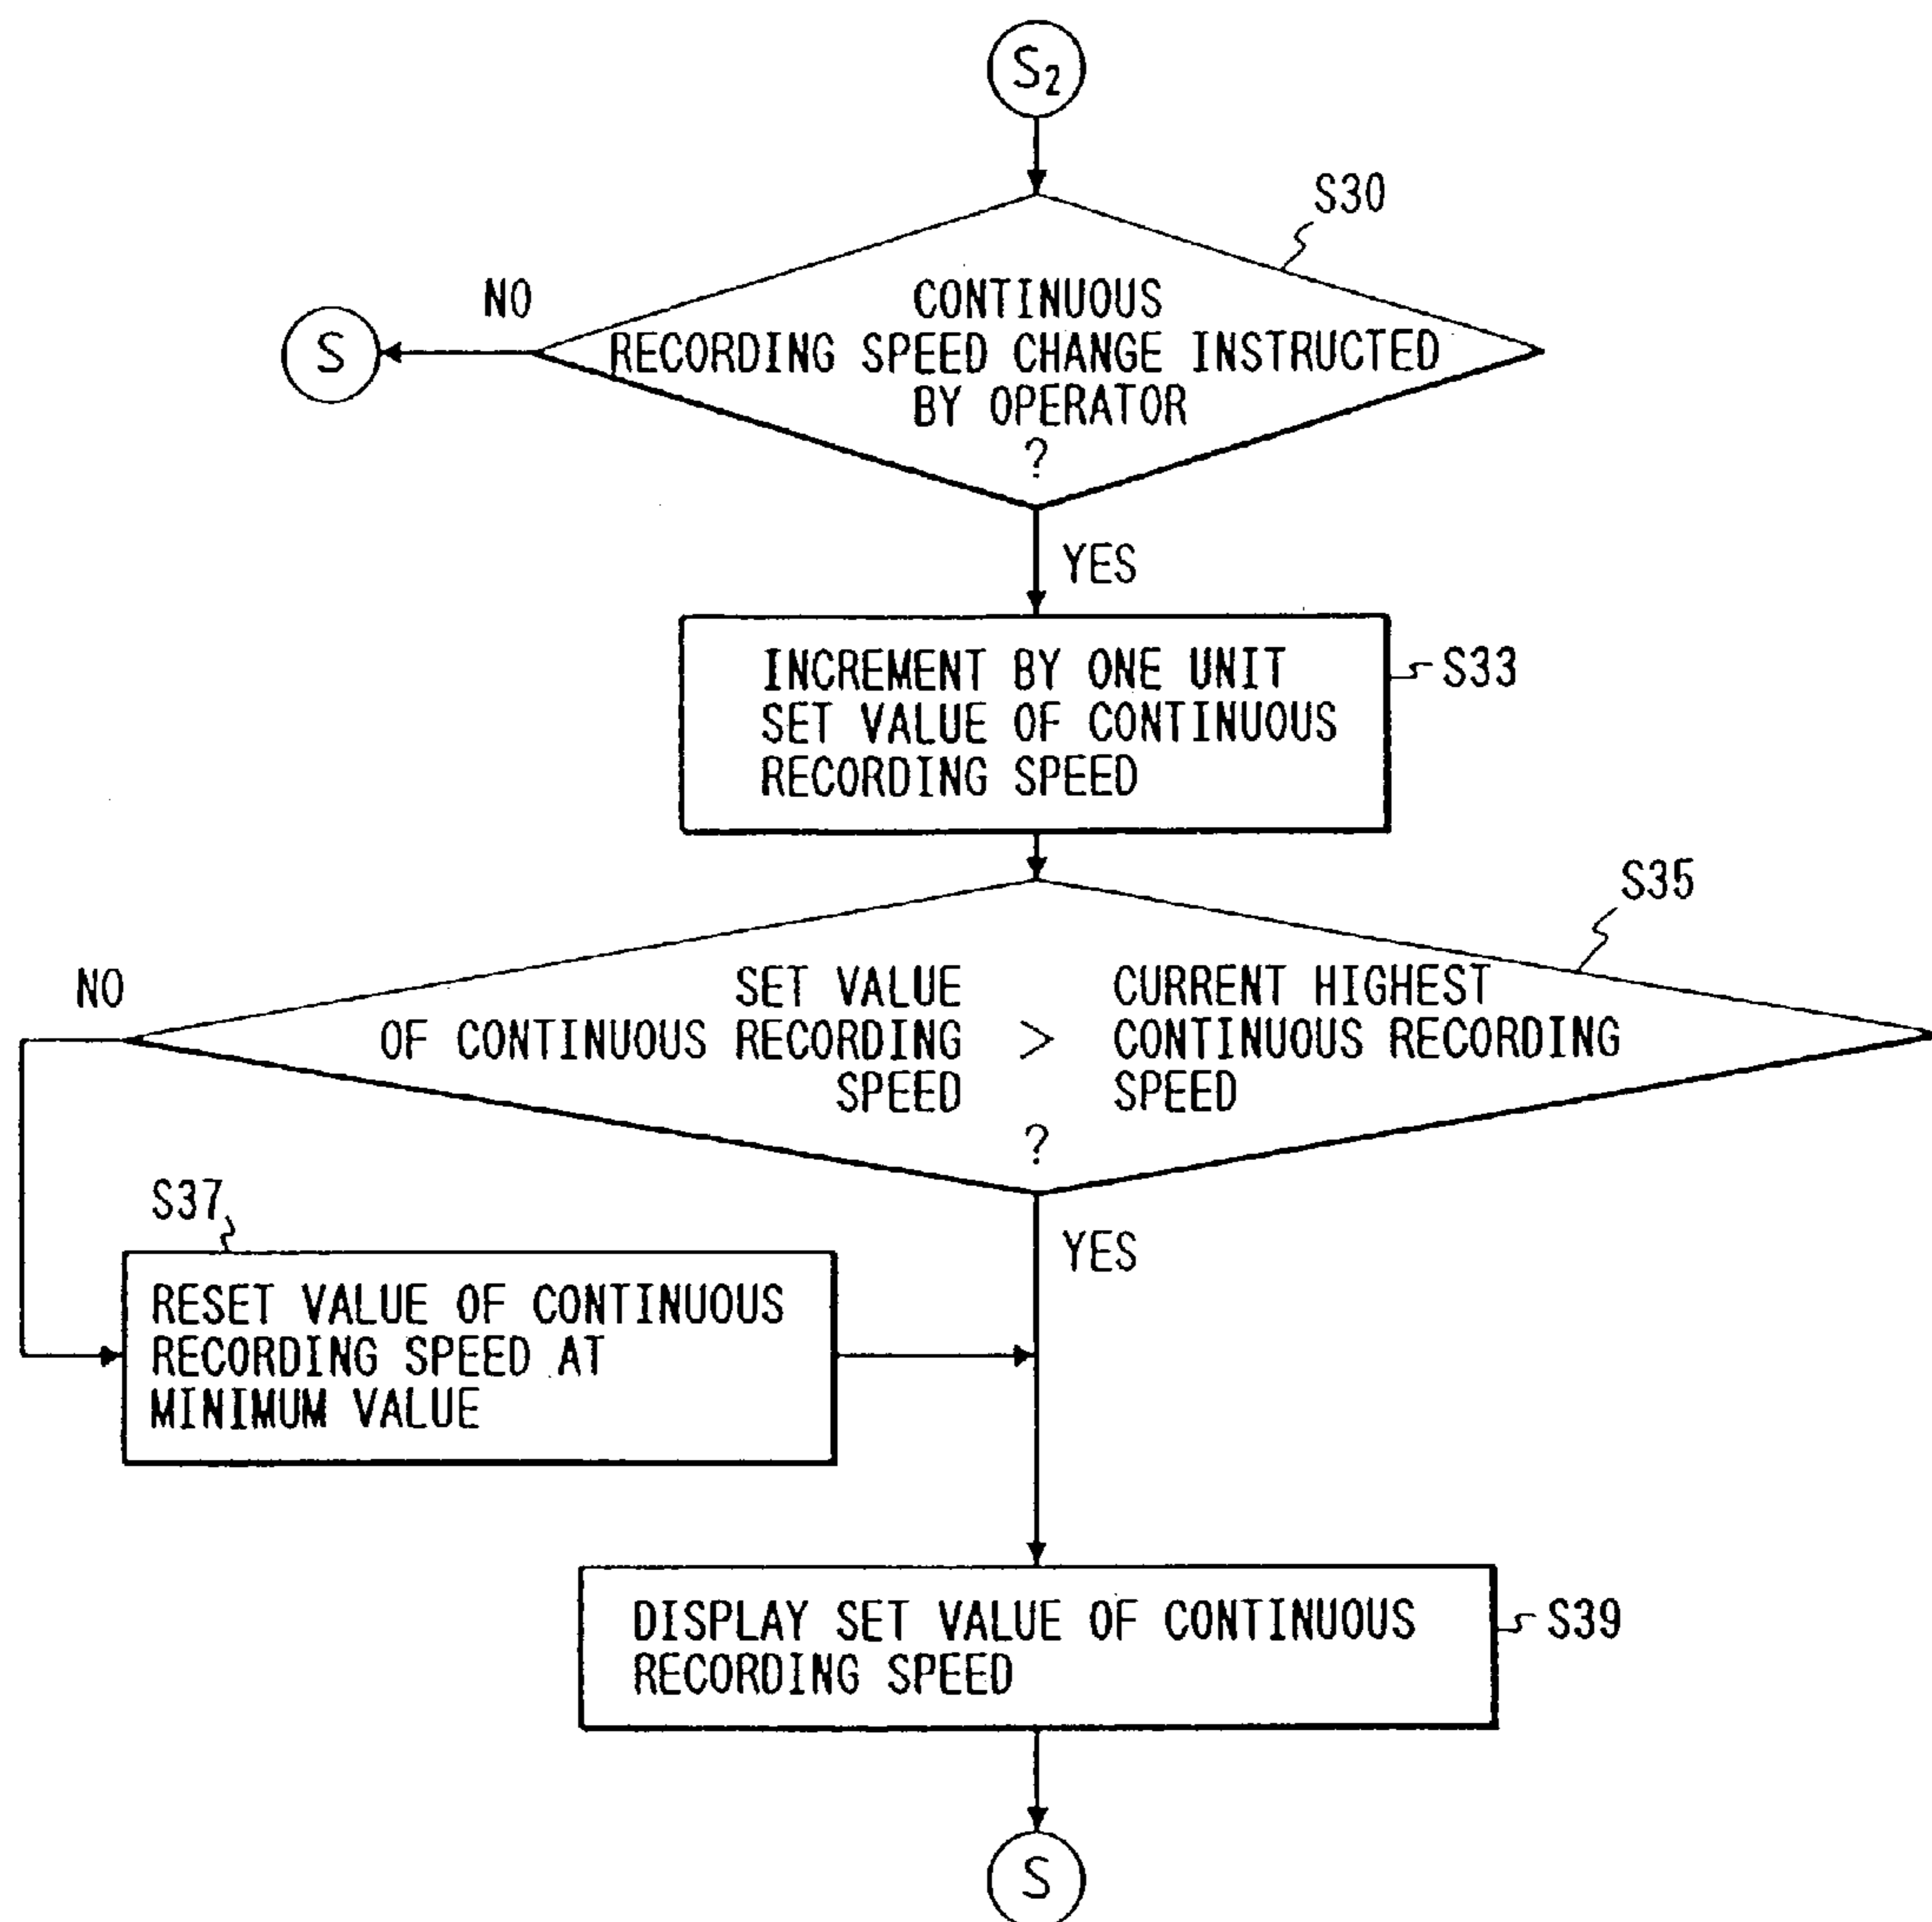 S2
S30
NO
CONTINUOUS
RECORDING SPEED CHANGE INSTRUCTED
BY OPERATOR
?
S
YES
INCREMENT BY ONE UNIT
SET VALUE OF CONTINUOUS
RECORDING SPEED
S33
S35
NO
SET VALUE
OF CONTINUOUS RECORDING
SPEED
>
CURRENT HIGHEST
CONTINUOUS RECORDING
SPEED
?
YES
S37
RESET VALUE OF CONTINUOUS
RECORDING SPEED AT
MINIMUM VALUE
DISPLAY SET VALUE OF CONTINUOUS
RECORDING SPEED
S39
S